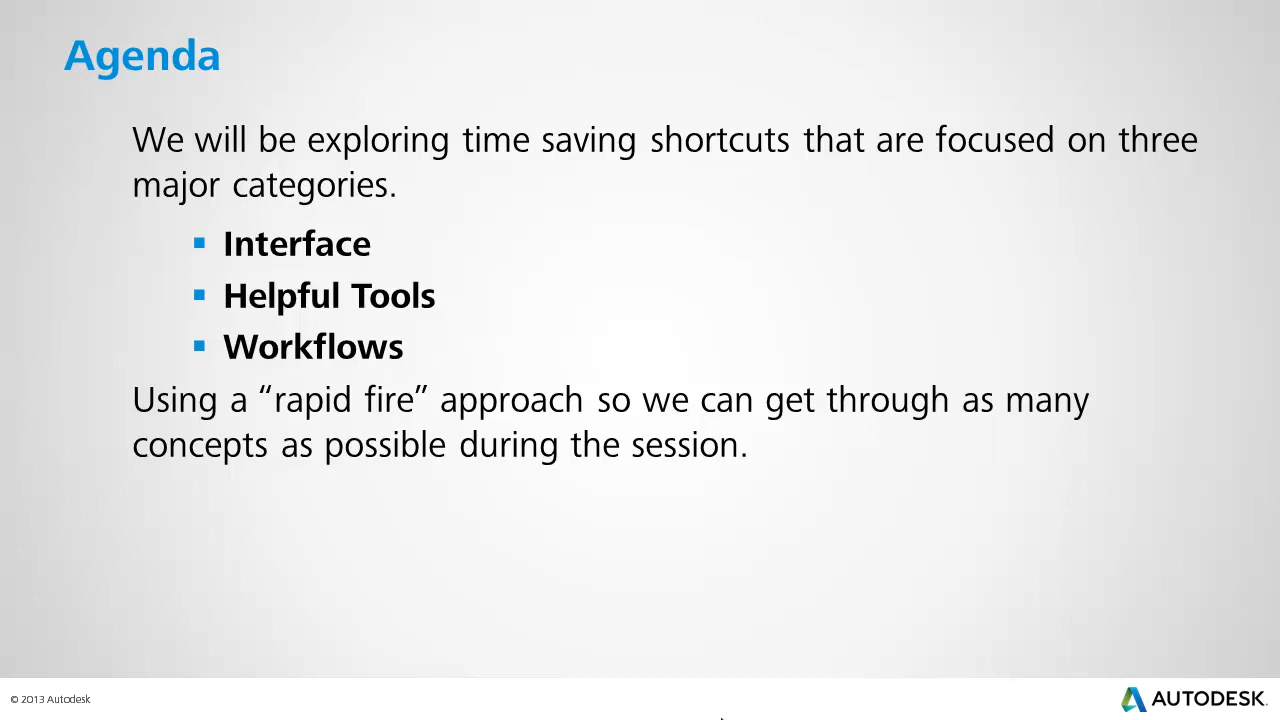 Agenda
We will be exploring time saving shortcuts that are focused on three
major categories.
▪ Interface
▪ Helpful Tools
▪ Workflows
Using a “rapid fire” approach so we can get through as many
concepts as possible during the session.
© 2013 Autodesk
AUTODESK.